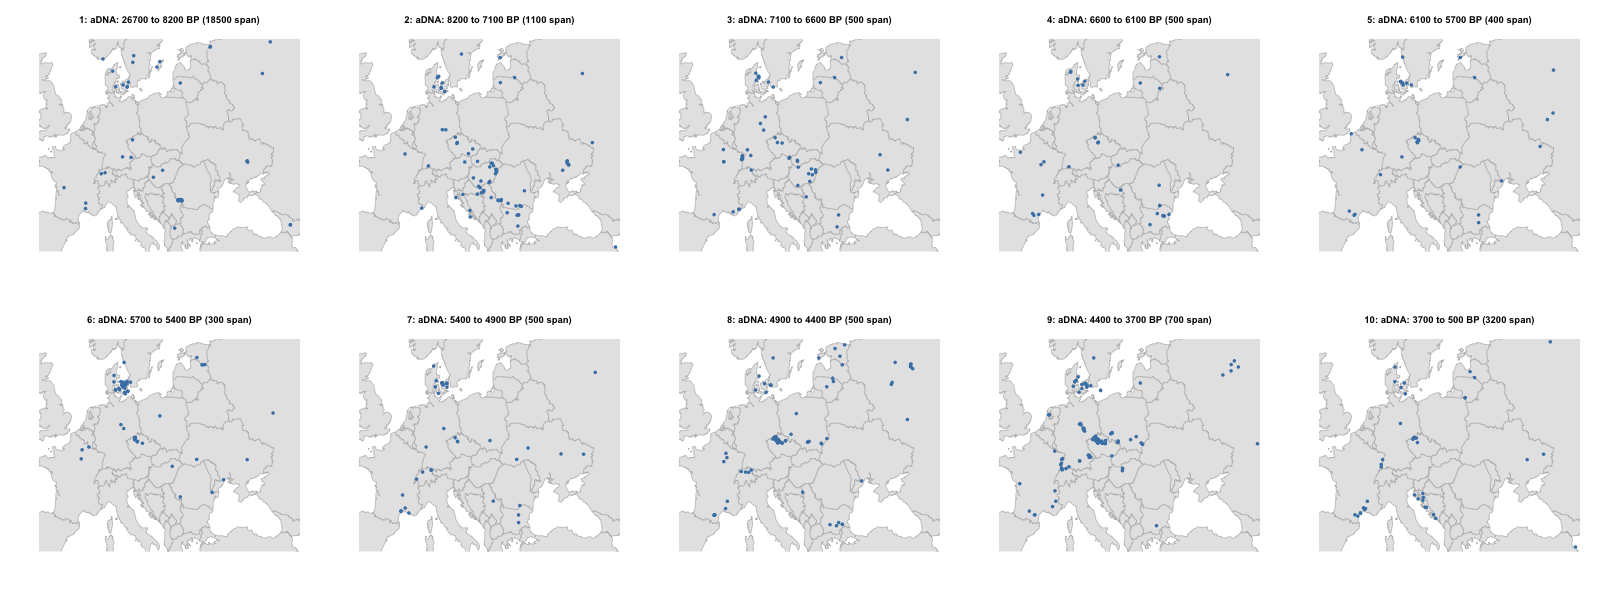 1: aDNA: 26700 to 8200 BP (18500 span)
2: aDNA: 8200 to 7100 BP (1100 span)
3: aDNA: 7100 to 6600 BP (500 span)
4: aDNA: 6600 to 6100 BP (500 span)
5: aDNA: 6100 to 5700 BP (400 span)
6: aDNA: 5700 to 5400 BP (300 span)
7: aDNA: 5400 to 4900 BP (500 span)
8: aDNA: 4900 to 4400 BP (500 span)
9: aDNA: 4400 to 3700 BP (700 span)
10: aDNA: 3700 to 500 BP (3200 span)